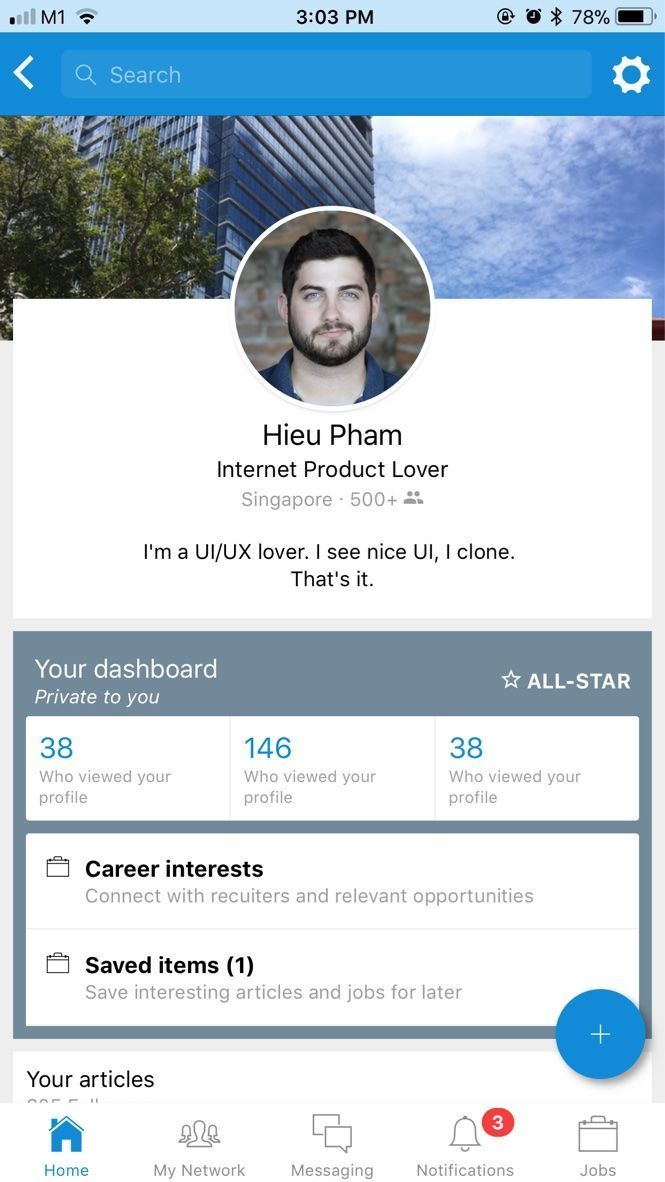 M1 3:03 PM 78%
Search
Hieu Pham
Internet Product Lover
Singapore · 500+
I'm a UI/UX lover. I see nice UI, I clone.
That's it.
Your dashboard
Private to you
ALL-STAR
38 146 38
Who viewed your Who viewed your Who viewed your
profile profile profile
Career interests
Connect with recuiters and relevant opportunities
Saved items (1)
Save interesting articles and jobs for later
+
Your articles
3
Home My Network Messaging Notifications Jobs